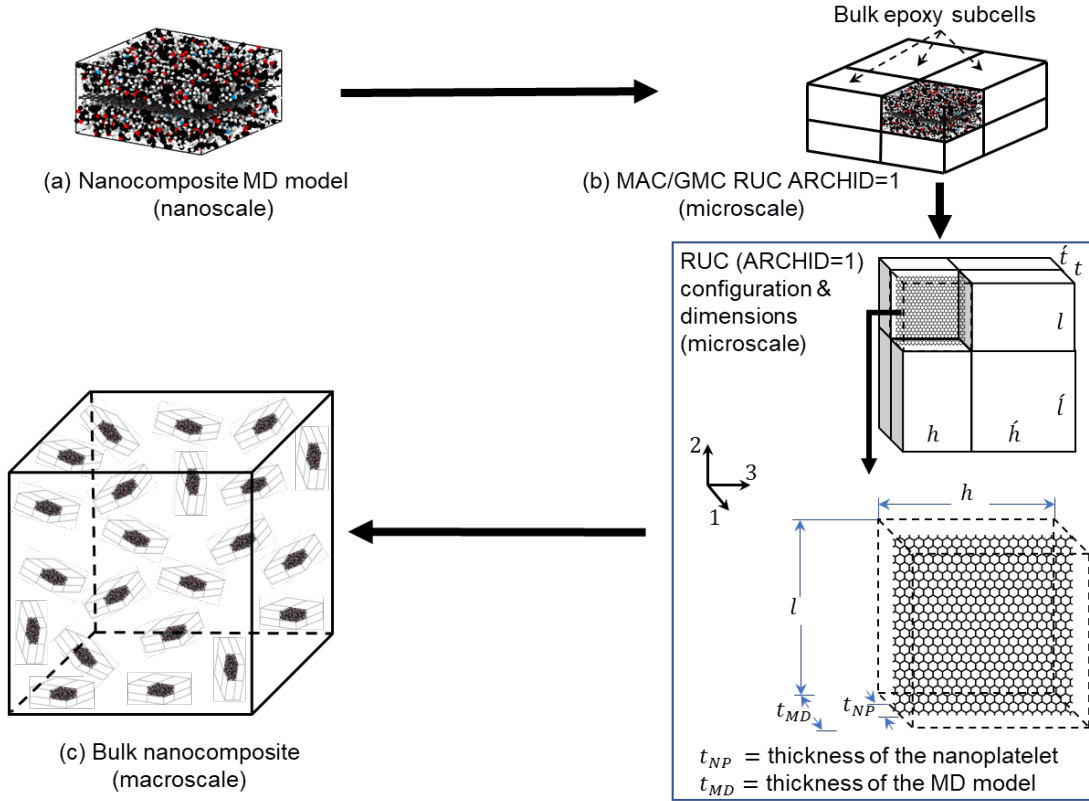 Bulk epoxy subcells
(a) Nanocomposite MD model
(nanoscale)
(b) MAC/GMC RUC ARCHID=1
(microscale)
RUC (ARCHID=1)
configuration &
dimensions
(microscale)
t́
t
l
ĺ
h
h́
2
3
1
h
l
t_MD
t_NP
t_NP = thickness of the nanoplatelet
t_MD = thickness of the MD model
(c) Bulk nanocomposite
(macroscale)